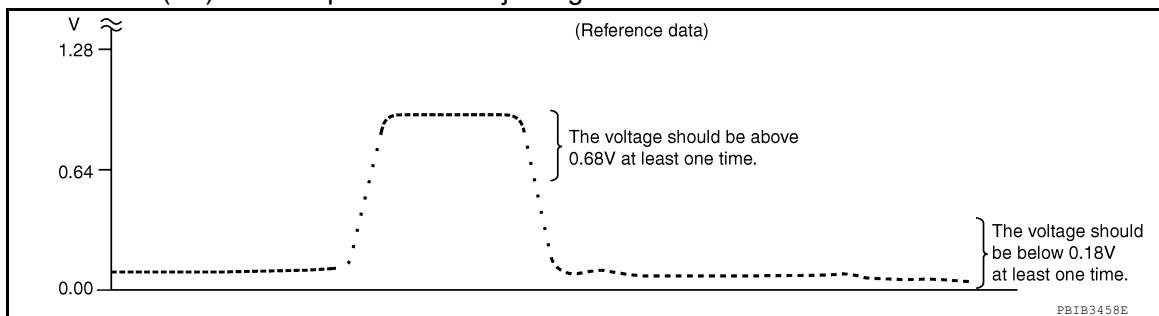 V
(Reference data)
1.28
The voltage should be above
0.68V at least one time.
0.64
The voltage should
be below 0.18V
at least one time.
0.00
PBIB3458E